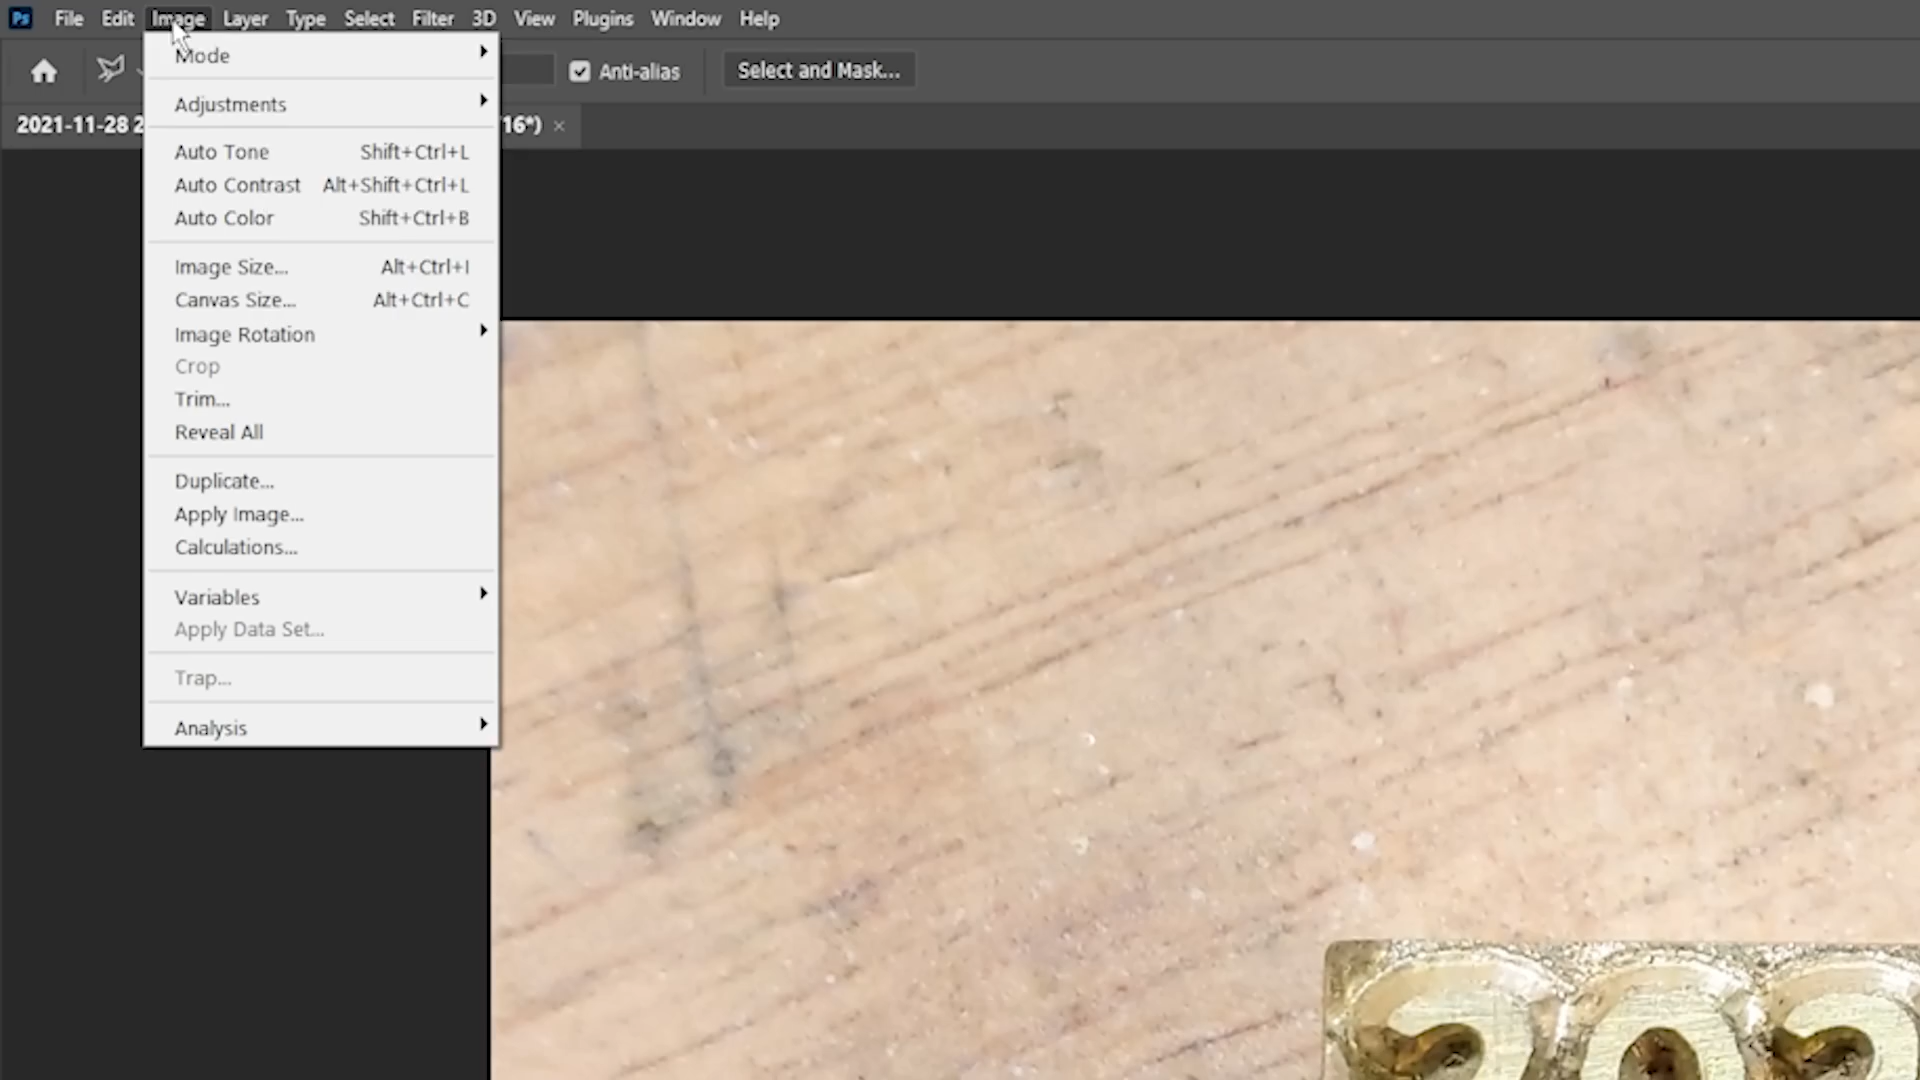 Ps File Edit Image Layer Type Select Filter 3D View Plugins Window Help
Anti-alias Select and Mask...
2021-11-28 2 16*) ×
Mode
Adjustments
Auto Tone Shift+Ctrl+L
Auto Contrast Alt+Shift+Ctrl+L
Auto Color Shift+Ctrl+B
Image Size... Alt+Ctrl+I
Canvas Size... Alt+Ctrl+C
Image Rotation
Crop
Trim...
Reveal All
Duplicate...
Apply Image...
Calculations...
Variables
Apply Data Set...
Trap...
Analysis
202